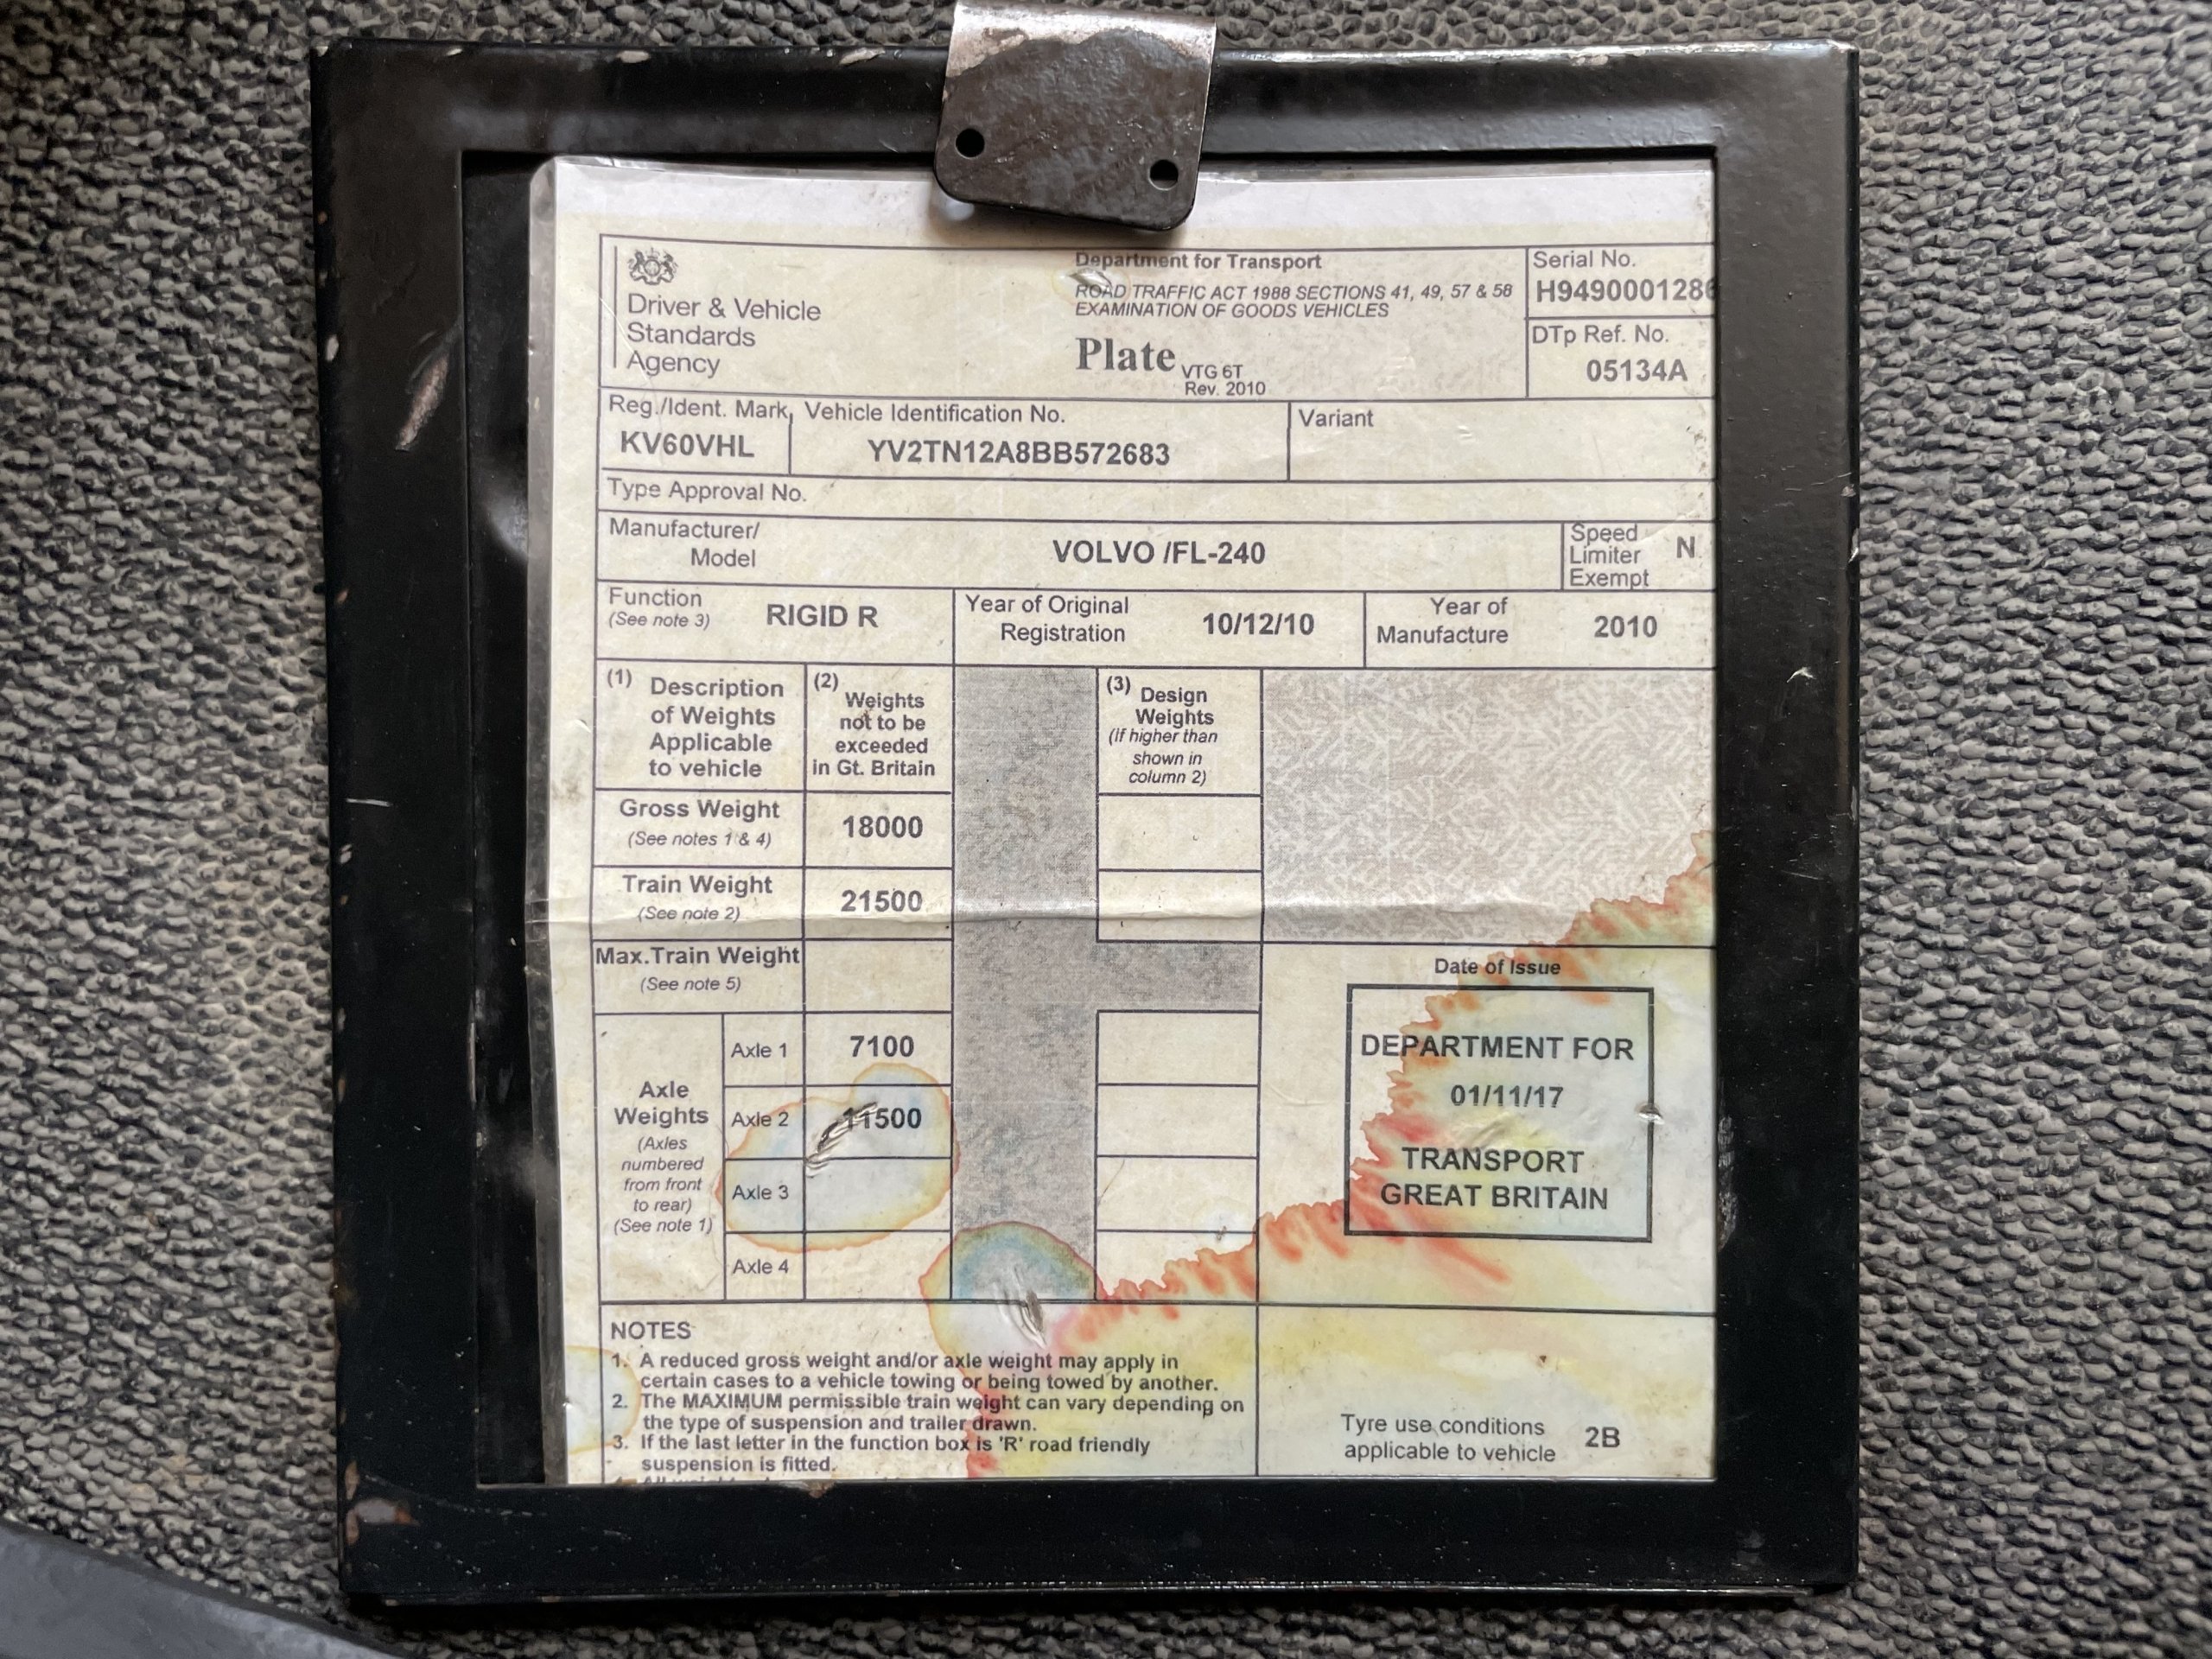 Driver & Vehicle
Standards
Agency
Department for Transport
ROAD TRAFFIC ACT 1988 SECTIONS 41, 49, 57 & 58
EXAMINATION OF GOODS VEHICLES
Plate VTG 6T
Rev. 2010
Serial No.
H9490001286
DTp Ref. No.
05134A
Reg./Ident. Mark
KV60VHL
Vehicle Identification No.
YV2TN12A8BB572683
Variant
Type Approval No.
Manufacturer/
Model
VOLVO /FL-240
Speed
Limiter
Exempt
N
Function
(See note 3)
RIGID R
Year of Original
Registration
10/12/10
Year of
Manufacture
2010
(1) Description
of Weights
Applicable
to vehicle
(2) Weights
not to be
exceeded
in Gt. Britain
(3) Design
Weights
(If higher than
shown in
column 2)
Gross Weight
(See notes 1 & 4)
18000
Train Weight
(See note 2)
21500
Max.Train Weight
(See note 5)
Axle
Weights
(Axles
numbered
from front
to rear)
(See note 1)
Axle 1 7100
Axle 2 11500
Axle 3
Axle 4
Date of Issue
DEPARTMENT FOR
01/11/17
TRANSPORT
GREAT BRITAIN
NOTES
1. A reduced gross weight and/or axle weight may apply in
certain cases to a vehicle towing or being towed by another.
2. The MAXIMUM permissible train weight can vary depending on
the type of suspension and trailer drawn.
3. If the last letter in the function box is 'R' road friendly
suspension is fitted.
Tyre use conditions
applicable to vehicle
2B